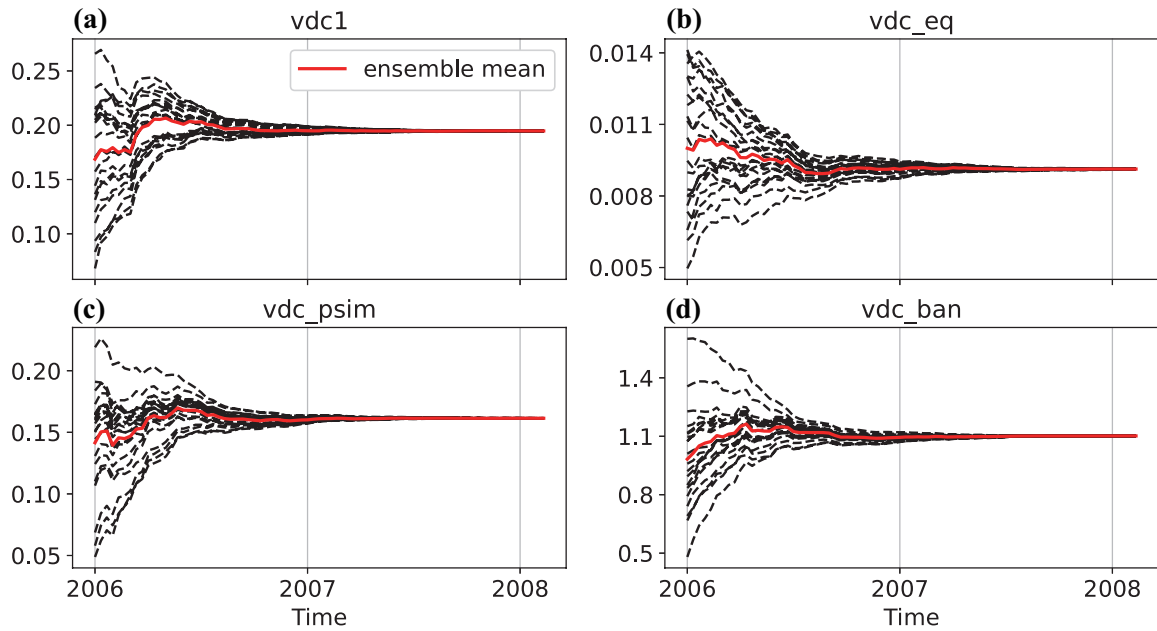 (a) vdc1
(b) vdc_eq
0.25
0.20
0.15
0.10
ensemble mean
0.014
0.011
0.008
0.005
(c) vdc_psim
(d) vdc_ban
0.20
0.15
0.10
0.05
2006 2007 2008
Time
1.4
1.1
0.8
0.5
2006 2007 2008
Time